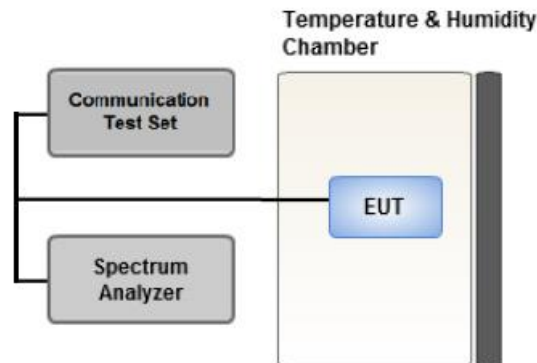 Temperature & Humidity
Chamber
Communication
Test Set
EUT
Spectrum
Analyzer